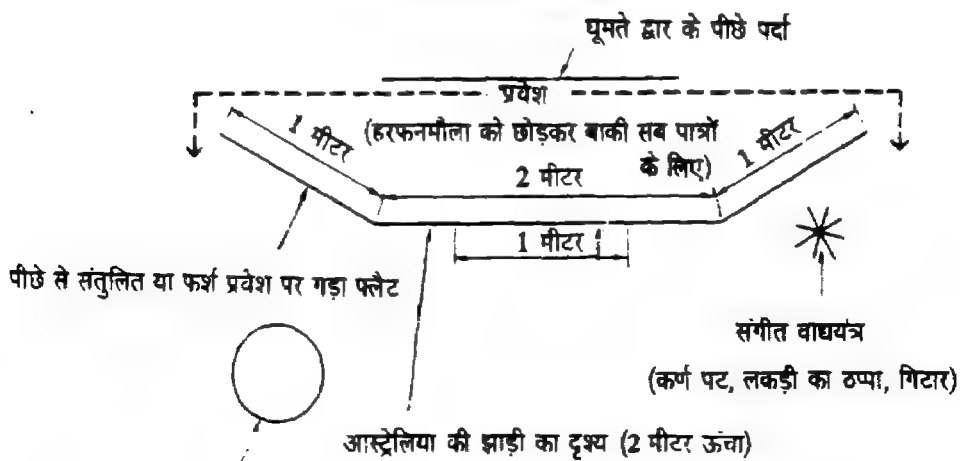 घूमते द्वार के पीछे पर्दा
प्रवेश
(हरफनमौला को छोड़कर बाकी सब पात्रों
के लिए)
1 मीटर
1 मीटर
2 मीटर
1 मीटर
पीछे से संतुलित या फर्श प्रवेश पर गड़ा फ्लैट
संगीत वाद्ययंत्र
(कर्ण पट, लकड़ी का ठप्पा, गिटार)
आस्ट्रेलिया की झाड़ी का दृश्य (2 मीटर ऊंचा)